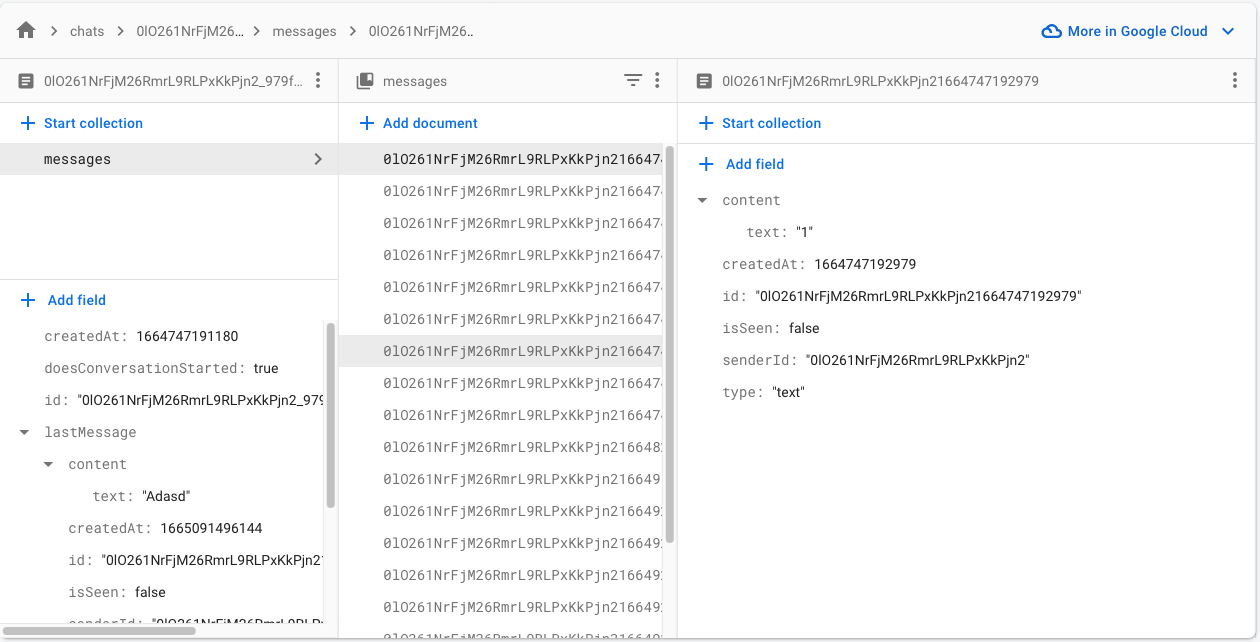 chats
0lO261NrFjM26…
messages
0lO261NrFjM26..
More in Google Cloud
0lO261NrFjM26RmrL9RLPxKkPjn2_979f…
Start collection
messages
Add field
createdAt: 1664747191180
doesConversationStarted: true
id: "0lO261NrFjM26RmrL9RLPxKkPjn2_979
lastMessage
content
text: "Adasd"
createdAt: 1665091496144
id: "0lO261NrFjM26RmrL9RLPxKkPjn2
isSeen: false
senderId: "0lO261NrFjM26RmrL9RLPx
messages
Add document
0lO261NrFjM26RmrL9RLPxKkPjn216647
0lO261NrFjM26RmrL9RLPxKkPjn216647
0lO261NrFjM26RmrL9RLPxKkPjn216647
0lO261NrFjM26RmrL9RLPxKkPjn216647
0lO261NrFjM26RmrL9RLPxKkPjn216647
0lO261NrFjM26RmrL9RLPxKkPjn216647
0lO261NrFjM26RmrL9RLPxKkPjn216647
0lO261NrFjM26RmrL9RLPxKkPjn216647
0lO261NrFjM26RmrL9RLPxKkPjn216647
0lO261NrFjM26RmrL9RLPxKkPjn216648
0lO261NrFjM26RmrL9RLPxKkPjn216649
0lO261NrFjM26RmrL9RLPxKkPjn216649
0lO261NrFjM26RmrL9RLPxKkPjn216649
0lO261NrFjM26RmrL9RLPxKkPjn216649
0lO261NrFjM26RmrL9RLPxKkPjn216649
0lO261NrFjM26RmrL9RLPxKkPjn21664747192979
Start collection
Add field
content
text: "1"
createdAt: 1664747192979
id: "0lO261NrFjM26RmrL9RLPxKkPjn21664747192979"
isSeen: false
senderId: "0lO261NrFjM26RmrL9RLPxKkPjn2"
type: "text"